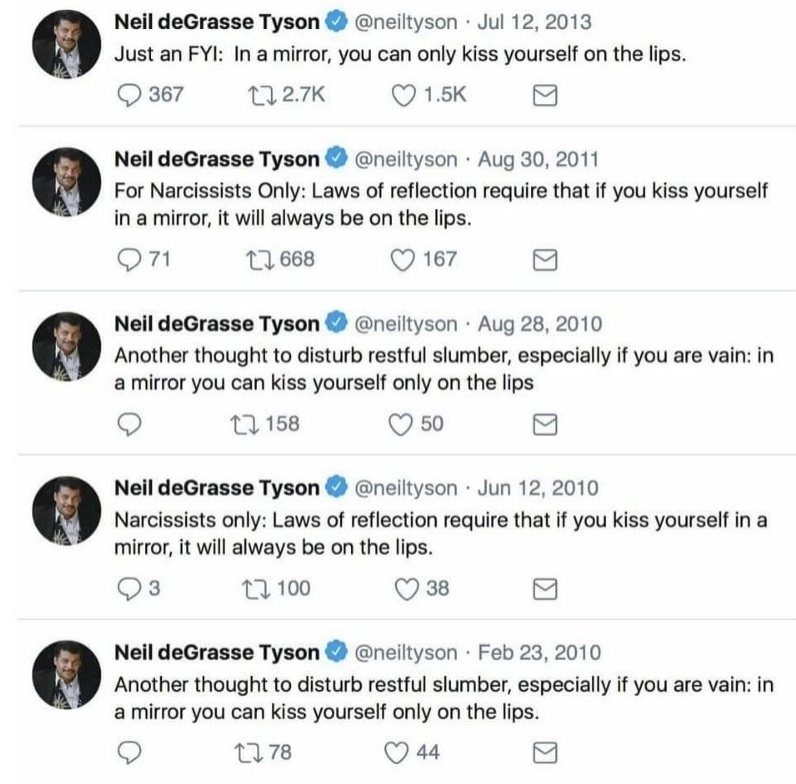 Neil deGrasse Tyson @neiltyson · Jul 12, 2013
Just an FYI: In a mirror, you can only kiss yourself on the lips.
367 2.7K 1.5K
Neil deGrasse Tyson @neiltyson · Aug 30, 2011
For Narcissists Only: Laws of reflection require that if you kiss yourself
in a mirror, it will always be on the lips.
71 668 167
Neil deGrasse Tyson @neiltyson · Aug 28, 2010
Another thought to disturb restful slumber, especially if you are vain: in
a mirror you can kiss yourself only on the lips
158 50
Neil deGrasse Tyson @neiltyson · Jun 12, 2010
Narcissists only: Laws of reflection require that if you kiss yourself in a
mirror, it will always be on the lips.
3 100 38
Neil deGrasse Tyson @neiltyson · Feb 23, 2010
Another thought to disturb restful slumber, especially if you are vain: in
a mirror you can kiss yourself only on the lips.
78 44